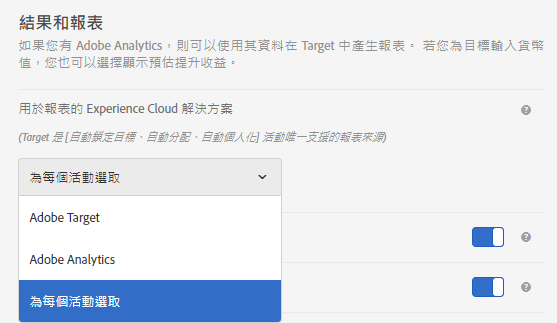 結果和報表
如果您有 Adobe Analytics，則可以使用其資料在 Target 中產生報表。 若您為目標輸入貨幣
值，您也可以選擇顯示預估提升收益。
用於報表的 Experience Cloud 解決方案
(Target 是 [自動鎖定目標、自動分配、自動個人化] 活動唯一支援的報表來源)
為每個活動選取
Adobe Target
Adobe Analytics
為每個活動選取